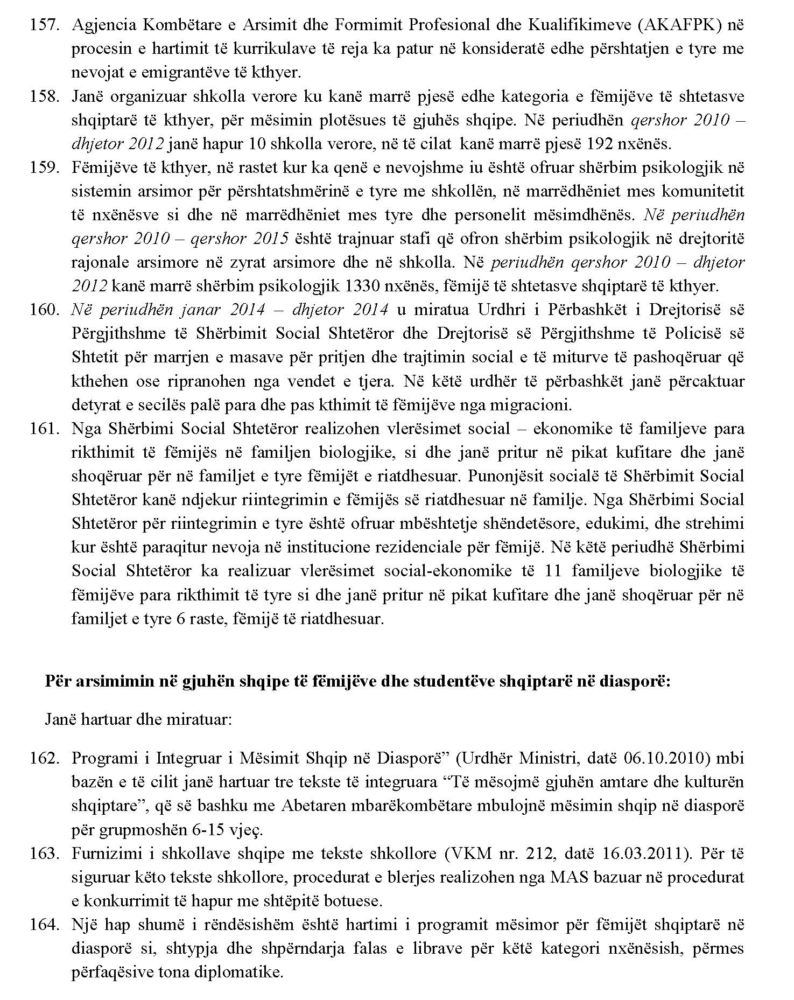 157. Agjencia Kombëtare e Arsimit dhe Formimit Profesional dhe Kualifikimeve (AKAFPK) në
procesin e hartimit të kurrikulave të reja ka patur në konsideratë edhe përshtatjen e tyre me
nevojat e emigrantëve të kthyer.
158. Janë organizuar shkolla verore ku kanë marrë pjesë edhe kategoria e fëmijëve të shtetasve
shqiptarë të kthyer, për mësimin plotësues të gjuhës shqipe. Në periudhën qershor 2010 –
dhjetor 2012 janë hapur 10 shkolla verore, në të cilat kanë marrë pjesë 192 nxënës.
159. Fëmijëve të kthyer, në rastet kur ka qenë e nevojshme iu është ofruar shërbim psikologjik në
sistemin arsimor për përshtatshmërinë e tyre me shkollën, në marrëdhëniet mes komunitetit
të nxënësve si dhe në marrëdhëniet mes tyre dhe personelit mësimdhënës. Në periudhën
qershor 2010 – qershor 2015 është trajnuar stafi që ofron shërbim psikologjik në drejtoritë
rajonale arsimore në zyrat arsimore dhe në shkolla. Në periudhën qershor 2010 – dhjetor
2012 kanë marrë shërbim psikologjik 1330 nxënës, fëmijë të shtetasve shqiptarë të kthyer.
160. Në periudhën janar 2014 – dhjetor 2014 u miratua Urdhri i Përbashkët i Drejtorisë së
Përgjithshme të Shërbimit Social Shtetëror dhe Drejtorisë së Përgjithshme të Policisë së
Shtetit për marrjen e masave për pritjen dhe trajtimin social e të miturve të pashoqëruar që
kthehen ose ripranohen nga vendet e tjera. Në këtë urdhër të përbashkët janë përcaktuar
detyrat e secilës palë para dhe pas kthimit të fëmijëve nga migracioni.
161. Nga Shërbimi Social Shtetëror realizohen vlerësimet social – ekonomike të familjeve para
rikthimit të fëmijës në familjen biologjike, si dhe janë pritur në pikat kufitare dhe janë
shoqëruar për në familjet e tyre fëmijët e riatdhesuar. Punonjësit socialë të Shërbimit Social
Shtetëror kanë ndjekur riintegrimin e fëmijës së riatdhesuar në familje. Nga Shërbimi Social
Shtetëror për riintegrimin e tyre është ofruar mbështetje shëndetësore, edukimi, dhe strehimi
kur është paraqitur nevoja në institucione rezidenciale për fëmijë. Në këtë periudhë Shërbimi
Social Shtetëror ka realizuar vlerësimet social-ekonomike të 11 familjeve biologjike të
fëmijëve para rikthimit të tyre si dhe janë pritur në pikat kufitare dhe janë shoqëruar për në
familjet e tyre 6 raste, fëmijë të riatdhesuar.
Për arsimimin në gjuhën shqipe të fëmijëve dhe studentëve shqiptarë në diasporë:
Janë hartuar dhe miratuar:
162. Programi i Integruar i Mësimit Shqip në Diasporë” (Urdhër Ministri, datë 06.10.2010) mbi
bazën e të cilit janë hartuar tre tekste të integruara “Të mësojmë gjuhën amtare dhe kulturën
shqiptare”, që së bashku me Abetaren mbarëkombëtare mbulojnë mësimin shqip në diasporë
për grupmoshën 6-15 vjeç.
163. Furnizimi i shkollave shqipe me tekste shkollore (VKM nr. 212, datë 16.03.2011). Për të
siguruar këto tekste shkollore, procedurat e blerjes realizohen nga MAS bazuar në procedurat
e konkurrimit të hapur me shtëpitë botuese.
164. Një hap shumë i rëndësishëm është hartimi i programit mësimor për fëmijët shqiptarë në
diasporë si, shtypja dhe shpërndarja falas e librave për këtë kategori nxënësish, përmes
përfaqësive tona diplomatike.